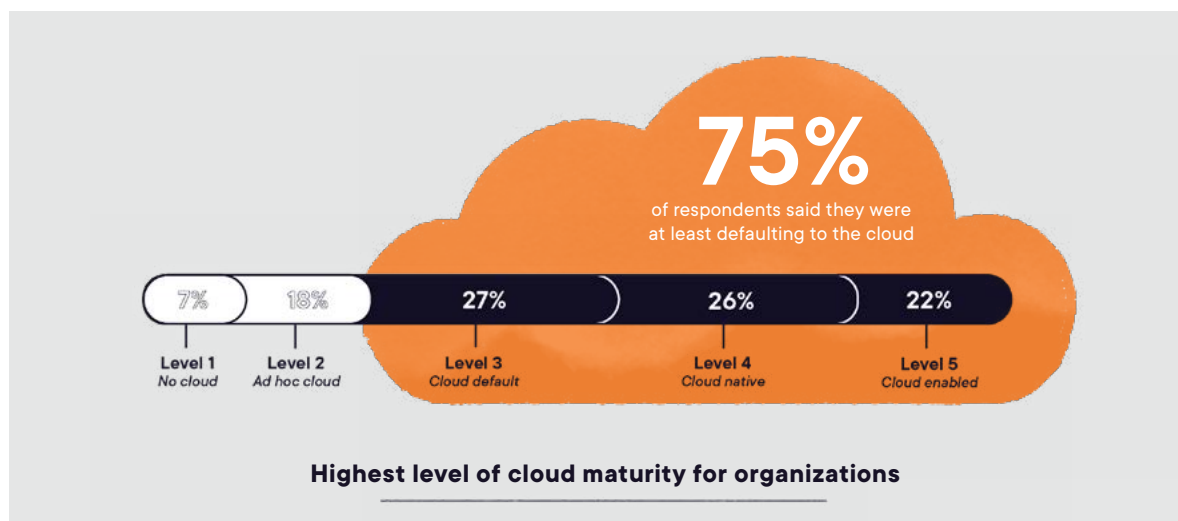 75%
of respondents said they were
at least defaulting to the cloud
7%
18%
27%
26%
22%
Level 1
No cloud
Level 2
Ad hoc cloud
Level 3
Cloud default
Level 4
Cloud native
Level 5
Cloud enabled
Highest level of cloud maturity for organizations